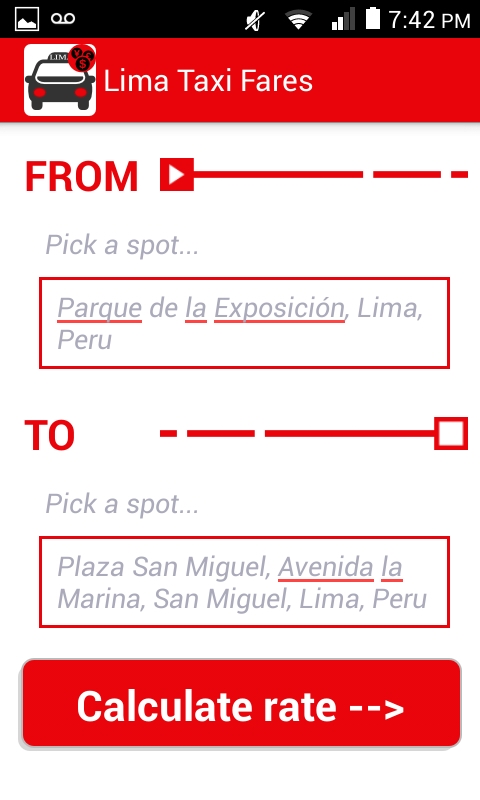 7:42 PM
LIM.
Lima Taxi Fares
FROM
Pick a spot...
Parque de la Exposición, Lima,
Peru
TO
Pick a spot...
Plaza San Miguel, Avenida la
Marina, San Miguel, Lima, Peru
Calculate rate -->